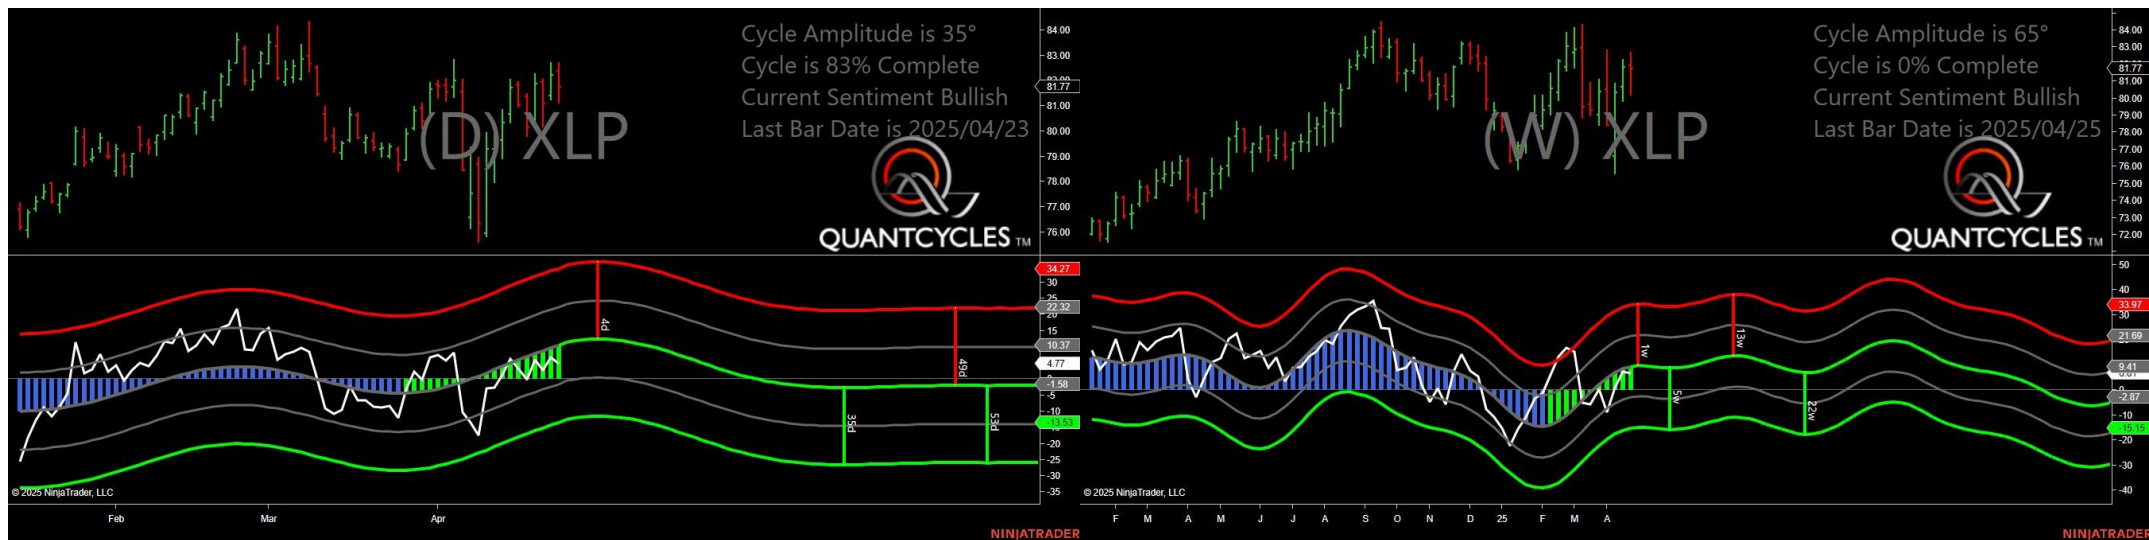 Cycle Amplitude is 35°
Cycle is 83% Complete
Current Sentiment Bullish
Last Bar Date is 2025/04/23
(D) XLP
QUANTCYCLES TM
84.00
83.00
82.00
81.77
81.00
80.00
79.00
78.00
77.00
76.00
34.27
30
25
22.32
20
15
10.37
4.77
-1.58
-5
-10
-13.53
-20
-25
-30
-35
4d
49d
35d
53d
© 2025 NinjaTrader, LLC
Feb Mar Apr
NINJATRADER
Cycle Amplitude is 65°
Cycle is 0% Complete
Current Sentiment Bullish
Last Bar Date is 2025/04/25
(W) XLP
QUANTCYCLES TM
84.00
83.00
81.77
81.00
80.00
79.00
78.00
77.00
76.00
75.00
74.00
73.00
72.00
50
40
33.97
21.69
9.41
0
-2.87
-10
-15.15
-20
-30
-40
1w
13w
5w
22w
© 2025 NinjaTrader, LLC
F M A M J J A S O N D 25 F M A
NINJATRADER